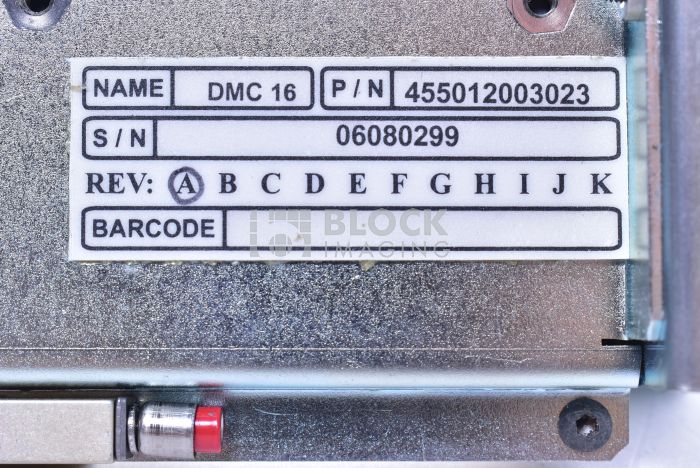 NAME DMC 16 P / N 455012003023
S / N 06080299
REV: A B C D E F G H I J K
BARCODE
BLOCK
IMAGING